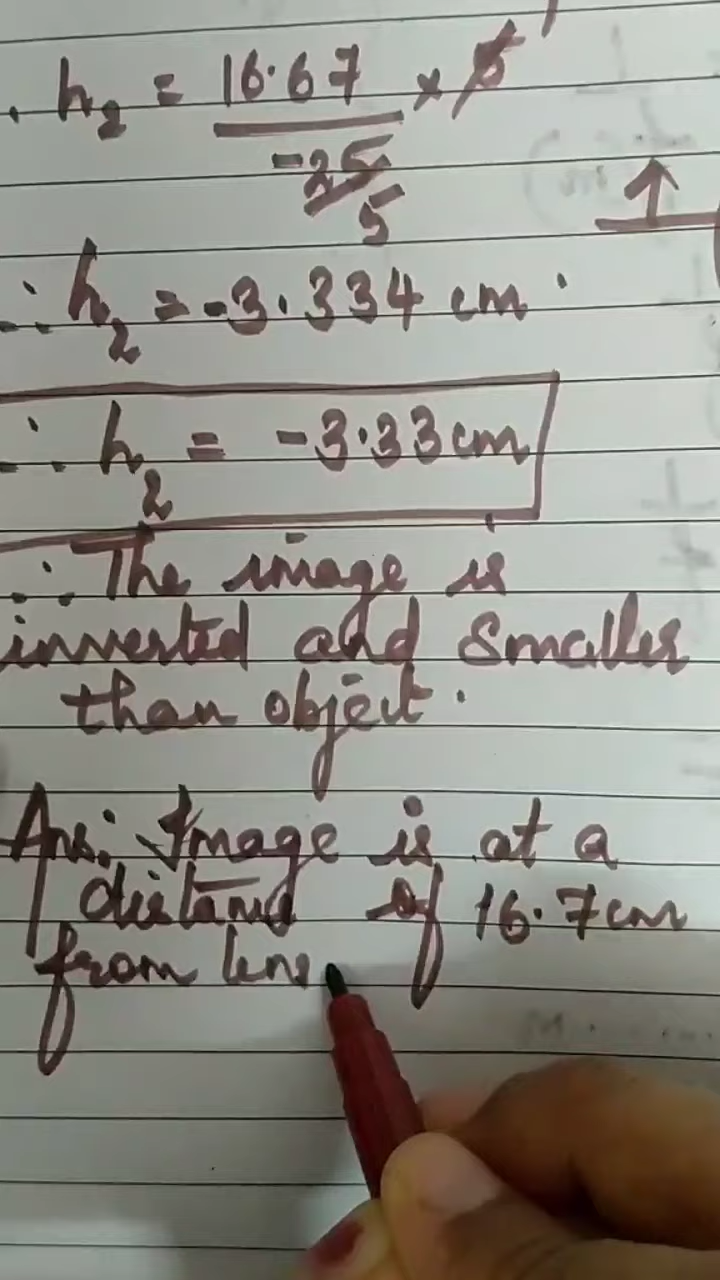 . h₂ = 16.67 / -25 × 5
5
∴ h₂ = -3.334 cm.
∴ h₂ = -3.33 cm
∴ The image is
inverted and smaller
than object.
Ans: Image is at a
distance of 16.7 cm
from lens